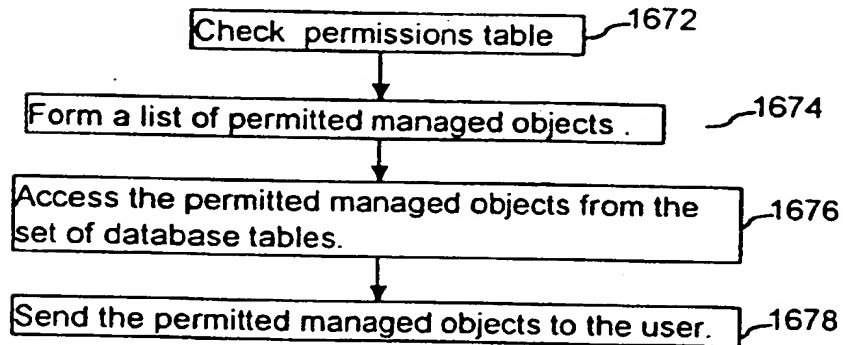 Check permissions table 1672
Form a list of permitted managed objects . 1674
Access the permitted managed objects from the
set of database tables. 1676
Send the permitted managed objects to the user. 1678